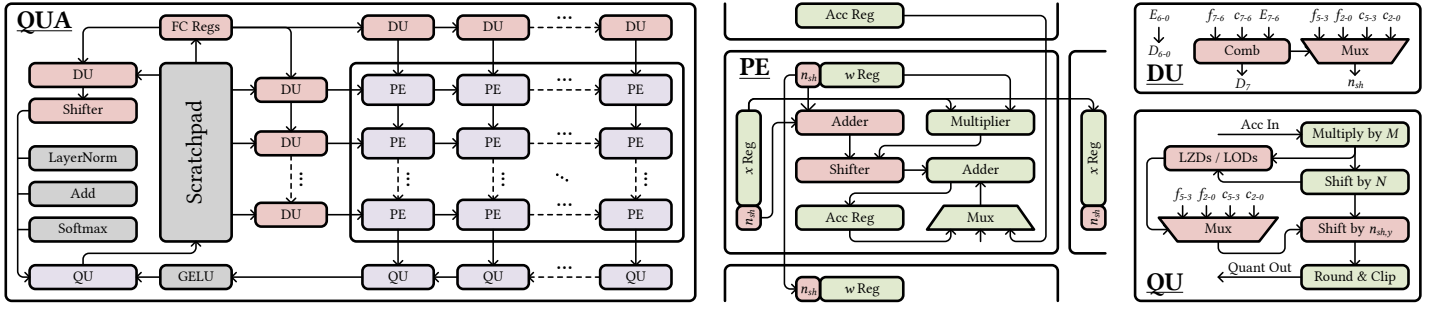 QUA
FC Regs
DU
DU
...
DU
DU
Shifter
LayerNorm
Add
Softmax
QU
Scratchpad
GELU
DU
DU
⋮
DU
PE
PE
...
PE
PE
PE
...
PE
⋮
⋮
⋱
⋮
PE
PE
...
PE
QU
QU
...
QU
Acc Reg
PE
n_sh
w Reg
x Reg
n_sh
Adder
Multiplier
Shifter
Adder
Acc Reg
Mux
x Reg
n_sh
n_sh
w Reg
E_6-0
D_6-0
DU
f_7-6 c_7-6 E_7-6
Comb
D_7
f_5-3 f_2-0 c_5-3 c_2-0
Mux
n_sh
Acc In
Multiply by M
LZDs / LODs
Shift by N
f_5-3 f_2-0 c_5-3 c_2-0
Mux
Shift by n_sh,y
Quant Out
Round & Clip
QU